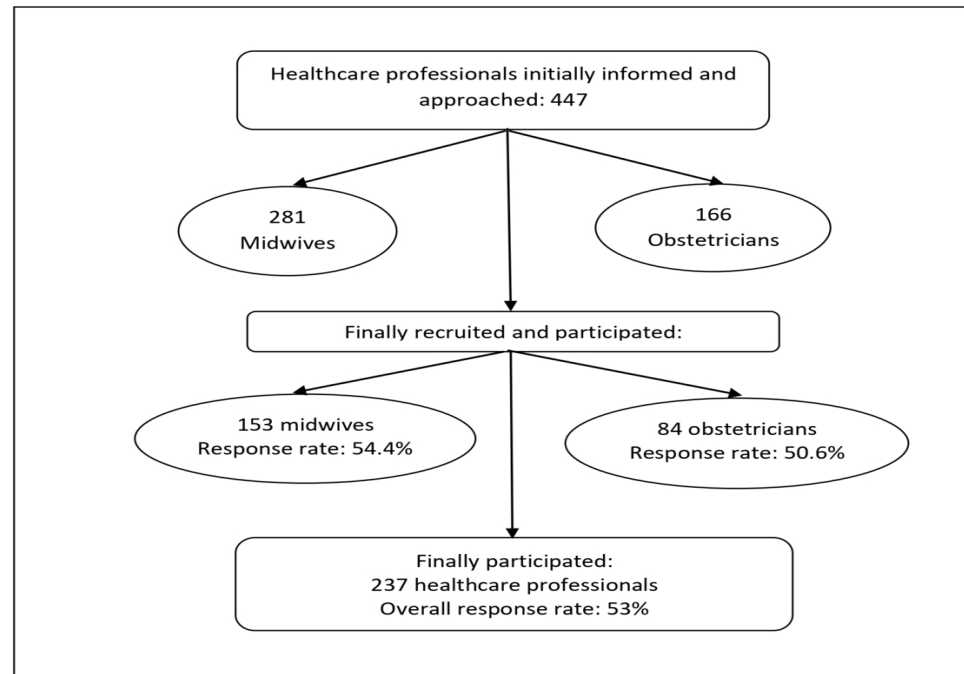 Healthcare professionals initially informed and
approached: 447
281
Midwives
166
Obstetricians
Finally recruited and participated:
153 midwives
Response rate: 54.4%
84 obstetricians
Response rate: 50.6%
Finally participated:
237 healthcare professionals
Overall response rate: 53%